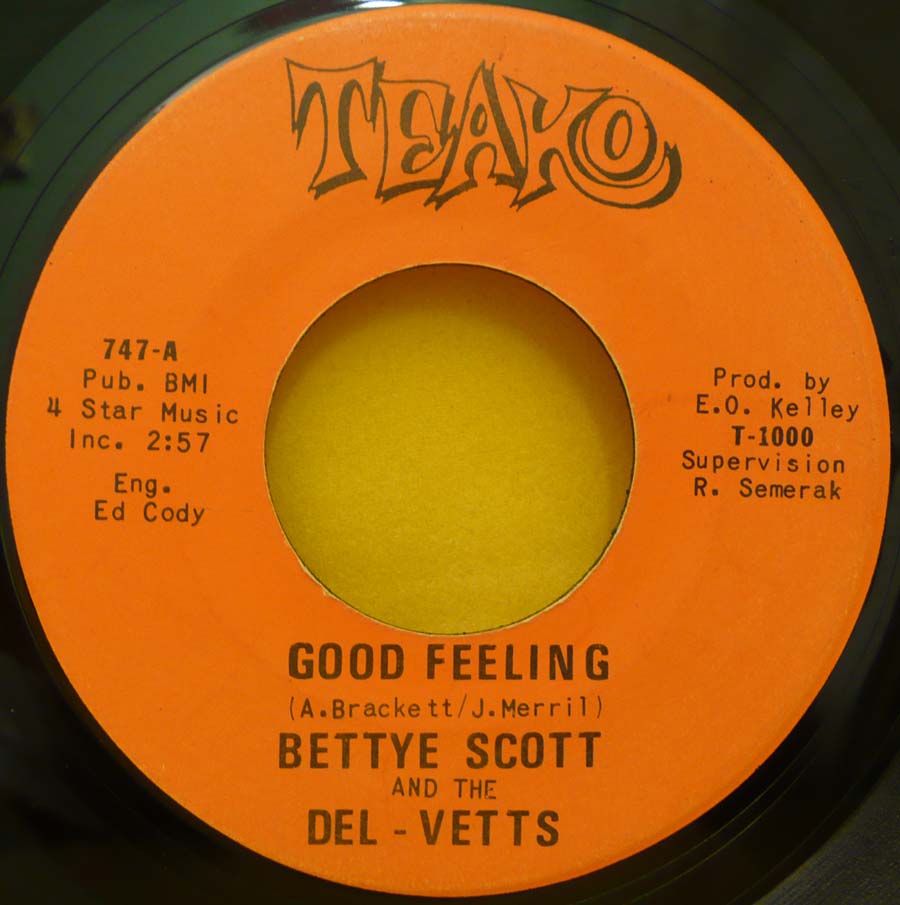 TEAKO
747-A
Pub. BMI
4 Star Music
Inc. 2:57
Eng.
Ed Cody
Prod. by
E.O. Kelley
T-1000
Supervision
R. Semerak
GOOD FEELING
(A.Brackett/J.Merril)
BETTYE SCOTT
AND THE
DEL-VETTS